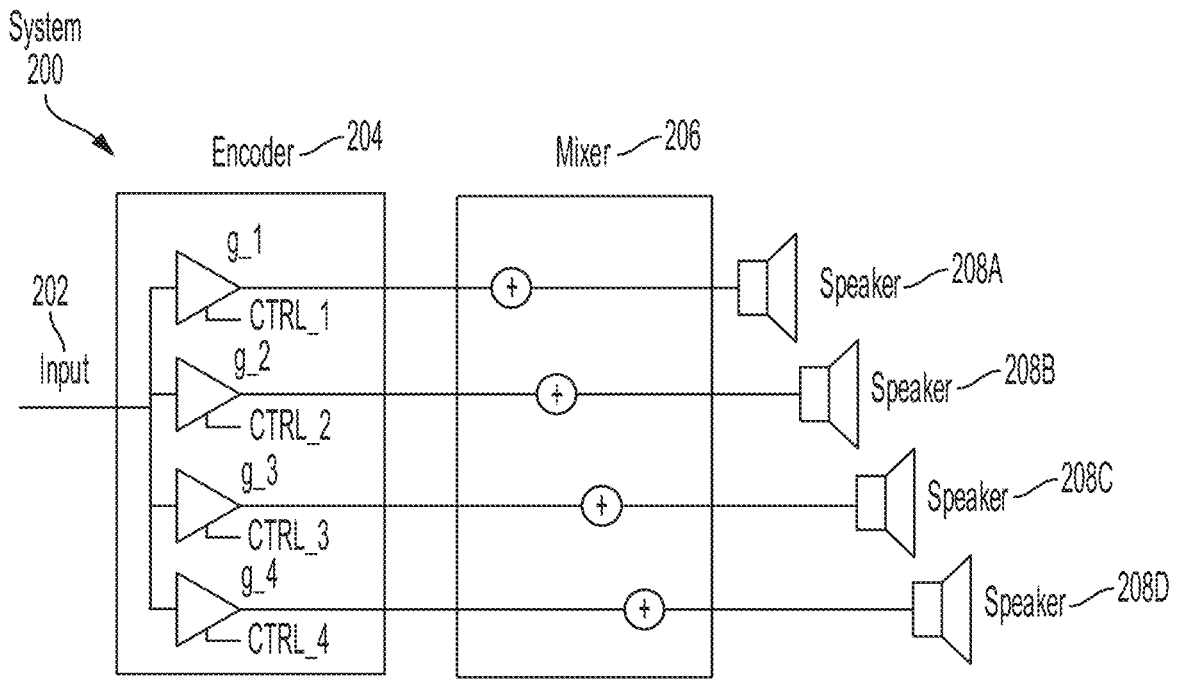 System
200
Encoder 204
Mixer 206
202
Input
g_1
CTRL_1
g_2
CTRL_2
g_3
CTRL_3
g_4
CTRL_4
+
+
+
+
Speaker 208A
Speaker 208B
Speaker 208C
Speaker 208D